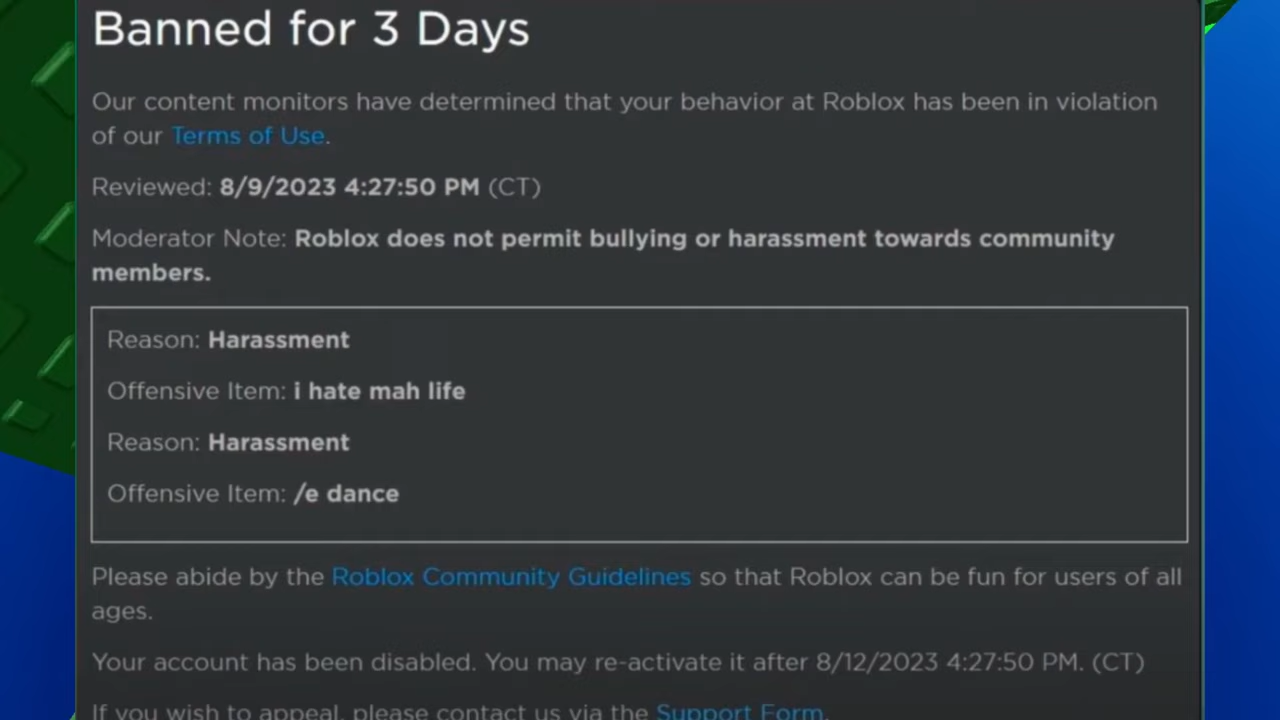 Banned for 3 Days
Our content monitors have determined that your behavior at Roblox has been in violation
of our Terms of Use.
Reviewed: 8/9/2023 4:27:50 PM (CT)
Moderator Note: Roblox does not permit bullying or harassment towards community
members.
Reason: Harassment
Offensive Item: i hate mah life
Reason: Harassment
Offensive Item: /e dance
Please abide by the Roblox Community Guidelines so that Roblox can be fun for users of all
ages.
Your account has been disabled. You may re-activate it after 8/12/2023 4:27:50 PM. (CT)
If you wish to appeal, please contact us via the Support Form.